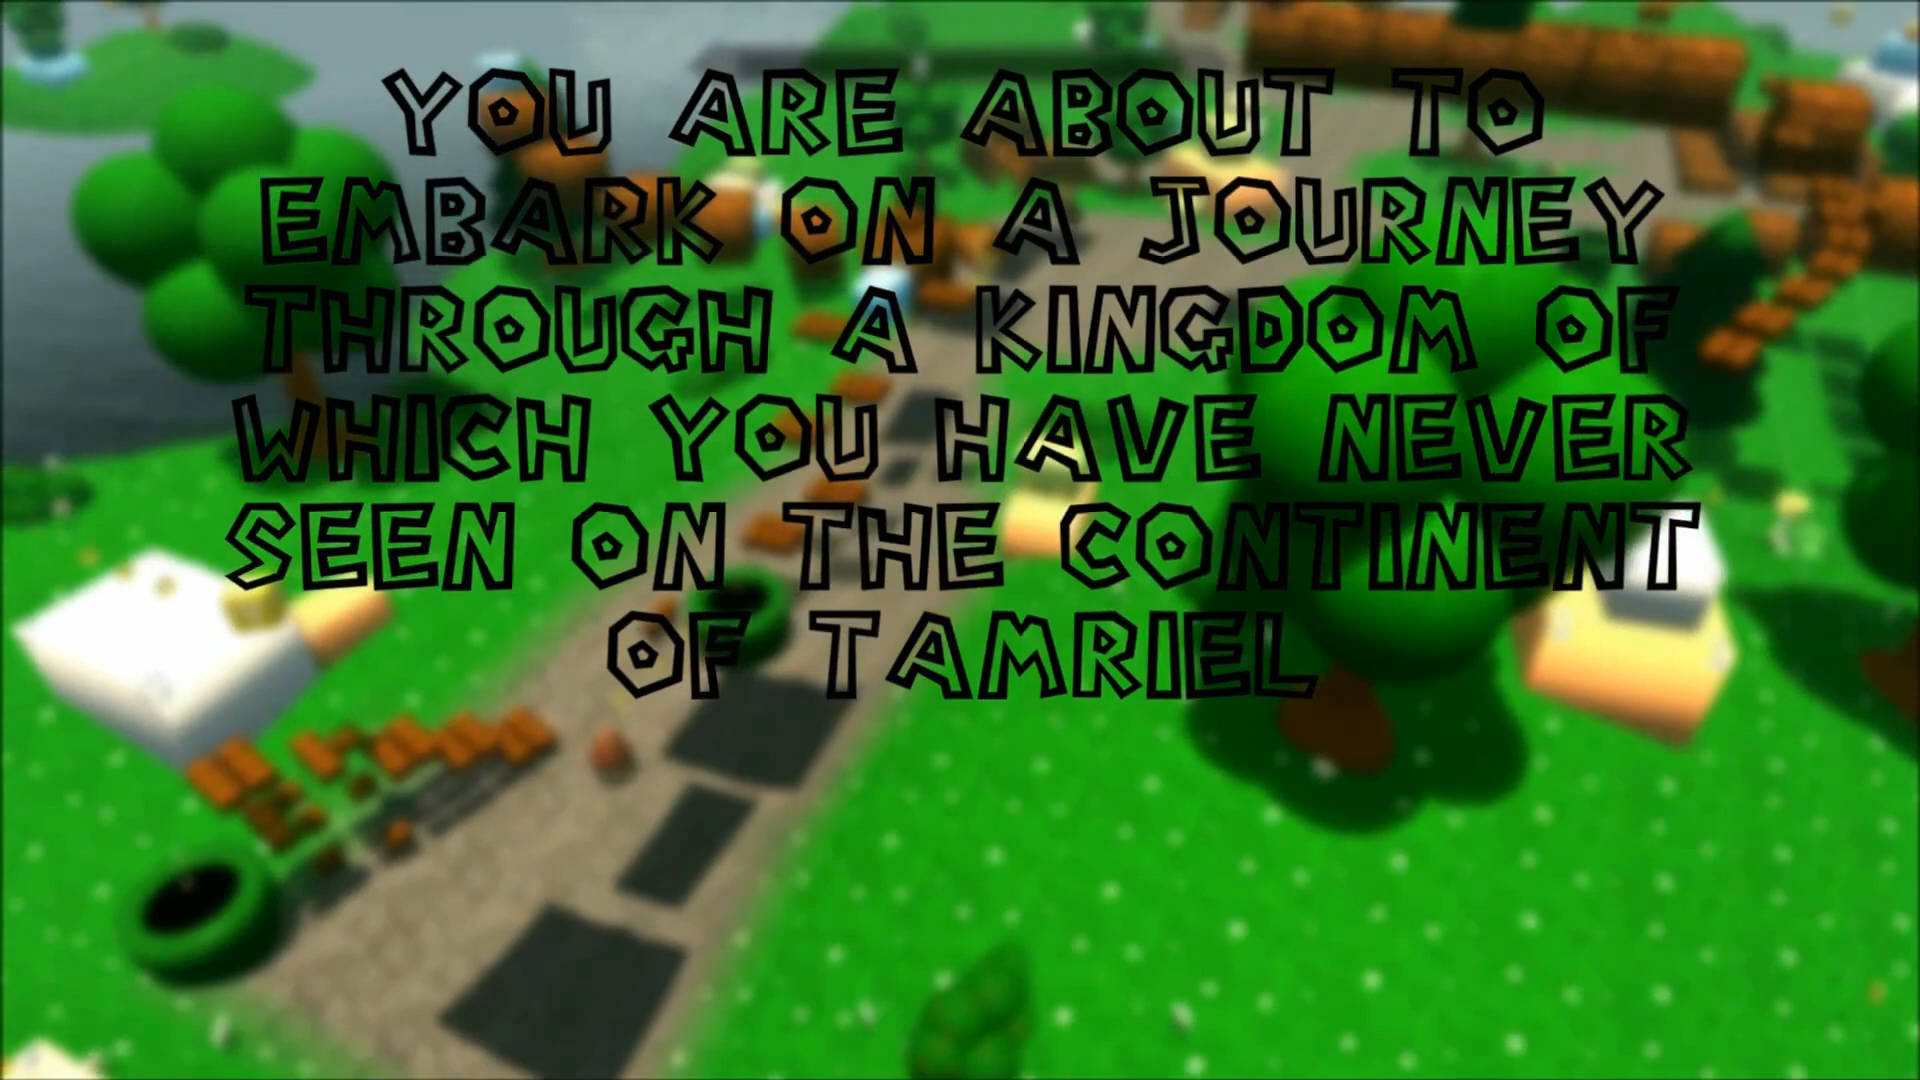 YOU ARE ABOUT TO
EMBARK ON A JOURNEY
THROUGH A KINGDOM OF
WHICH YOU HAVE NEVER
SEEN ON THE CONTINENT
OF TAMRIEL